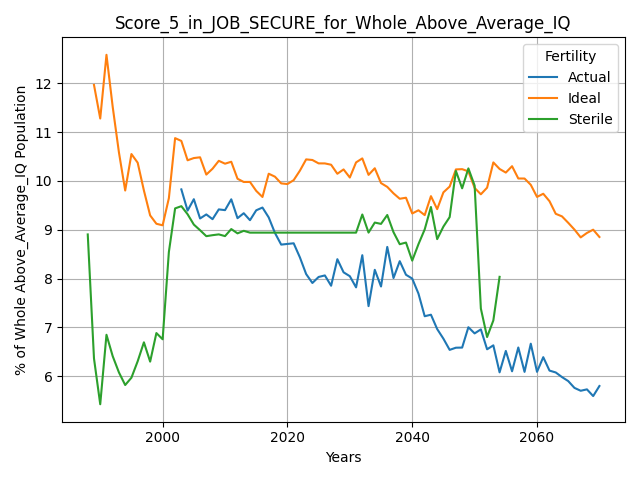 Score_5_in_JOB_SECURE_for_Whole_Above_Average_IQ
% of Whole Above_Average_IQ Population
12
11
10
9
8
7
6
Fertility
Actual
Ideal
Sterile
2000
2020
2040
2060
Years